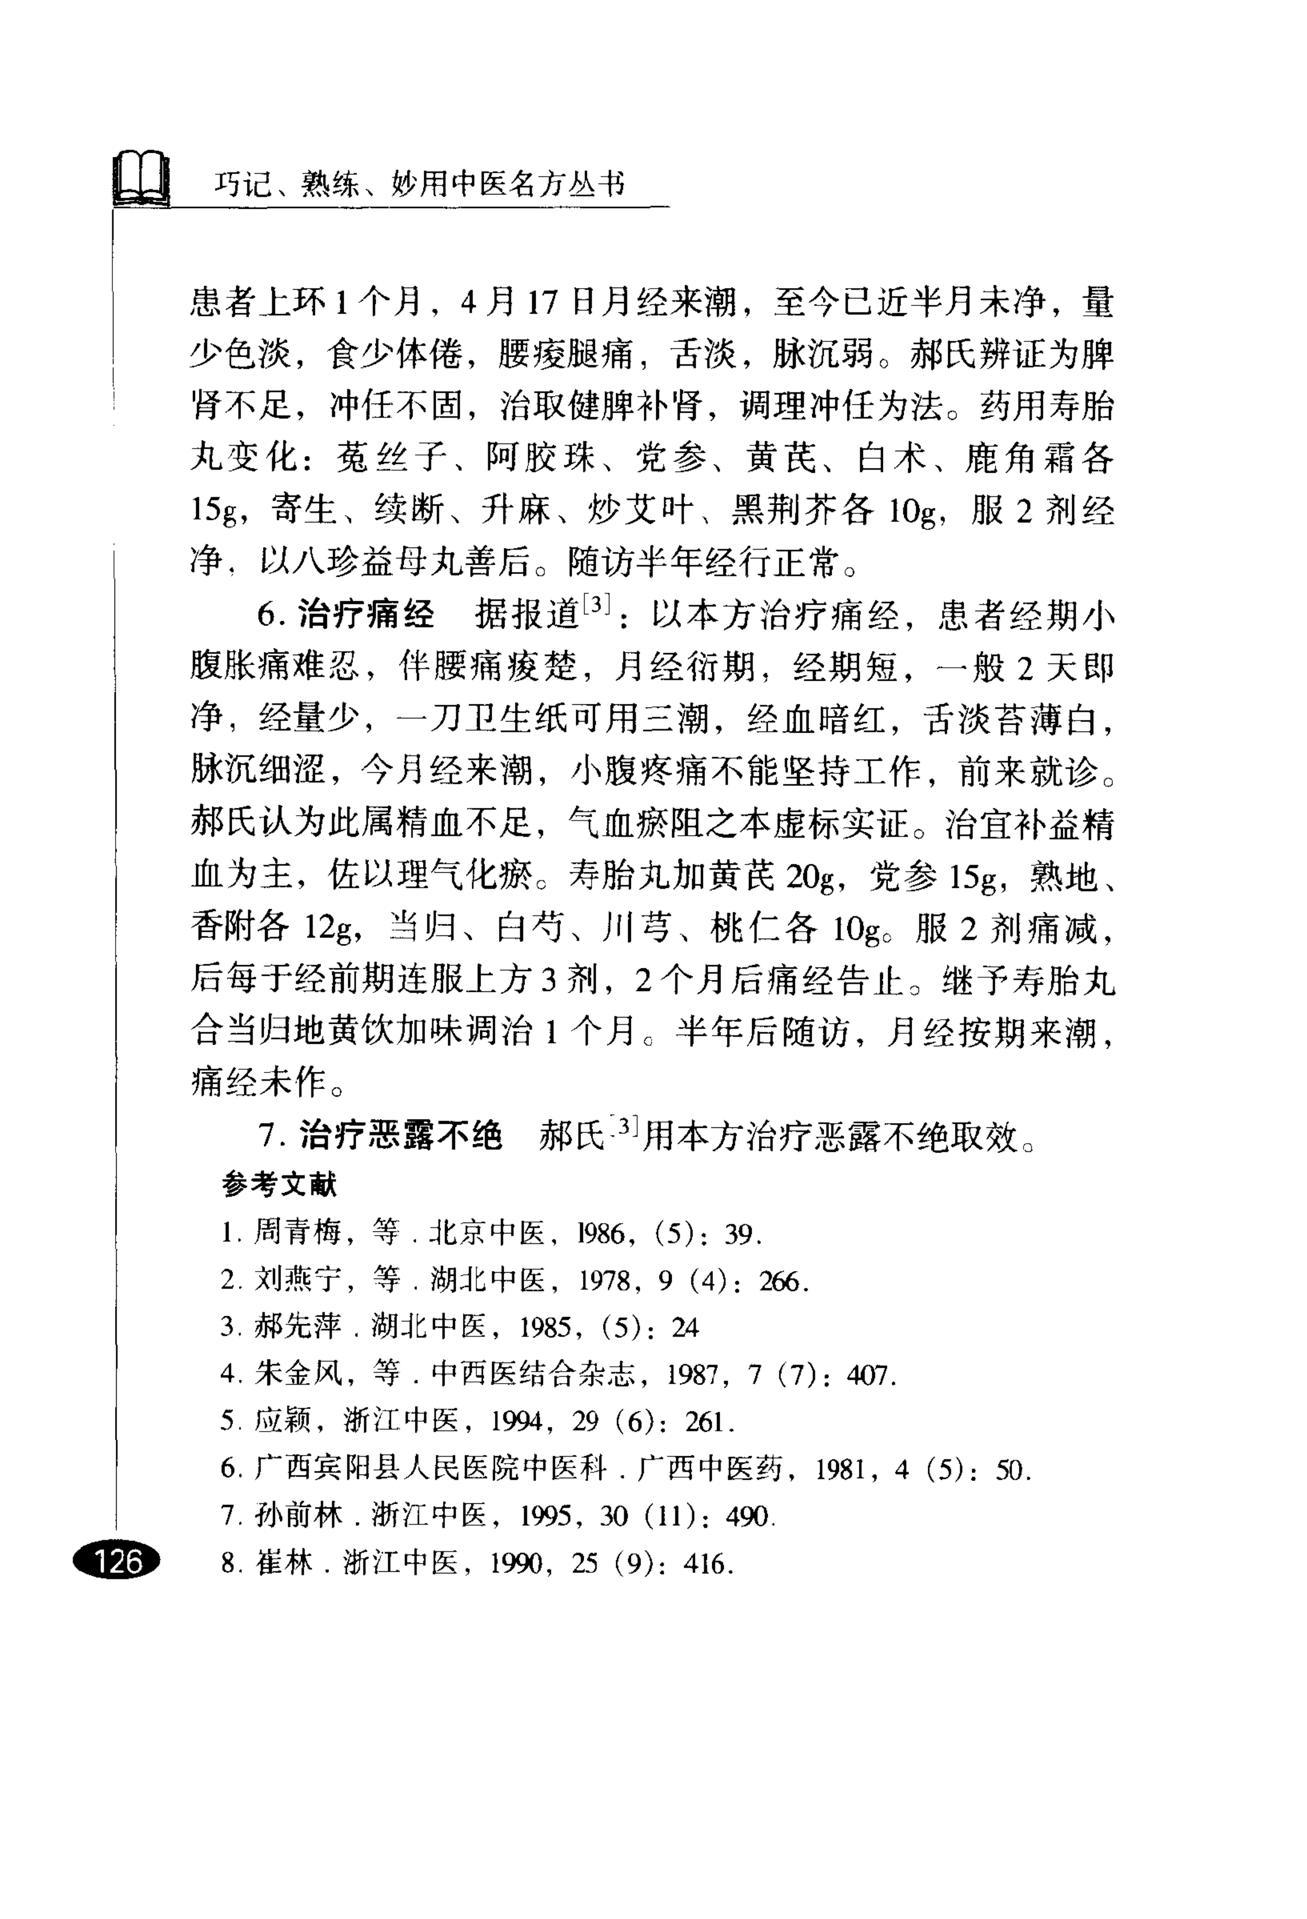 巧记、熟练、妙用中医名方丛书
患者上环1个月，4月17日月经来潮，至今已近半月未净，量
少色淡，食少体倦，腰痠腿痛，舌淡，脉沉弱。郝氏辨证为脾
肾不足，冲任不固，治取健脾补肾，调理冲任为法。药用寿胎
丸变化：菟丝子、阿胶珠、党参、黄芪、白术、鹿角霜各
15g，寄生、续断、升麻、炒艾叶、黑荆芥各10g，服2剂经
净，以八珍益母丸善后。随访半年经行正常。
6. 治疗痛经 据报道[3]：以本方治疗痛经，患者经期小
腹胀痛难忍，伴腰痛痠楚，月经衍期，经期短，一般2天即
净，经量少，一刀卫生纸可用三潮，经血暗红，舌淡苔薄白，
脉沉细涩，今月经来潮，小腹疼痛不能坚持工作，前来就诊。
郝氏认为此属精血不足，气血瘀阻之本虚标实证。治宜补益精
血为主，佐以理气化瘀。寿胎丸加黄芪20g，党参15g，熟地、
香附各12g，当归、白芍、川芎、桃仁各10g。服2剂痛减，
后每于经前期连服上方3剂，2个月后痛经告止。继予寿胎丸
合当归地黄饮加味调治1个月。半年后随访，月经按期来潮，
痛经未作。
7. 治疗恶露不绝 郝氏[3]用本方治疗恶露不绝取效。
参考文献
1. 周青梅，等．北京中医，1986，(5)：39.
2. 刘燕宁，等．湖北中医，1978，9 (4)：266.
3. 郝先萍．湖北中医，1985，(5)：24
4. 朱金风，等．中西医结合杂志，1987，7 (7)：407.
5. 应颖，浙江中医，1994，29 (6)：261.
6. 广西宾阳县人民医院中医科．广西中医药，1981，4 (5)：50.
7. 孙前林．浙江中医，1995，30 (11)：490.
8. 崔林．浙江中医，1990，25 (9)：416.
126